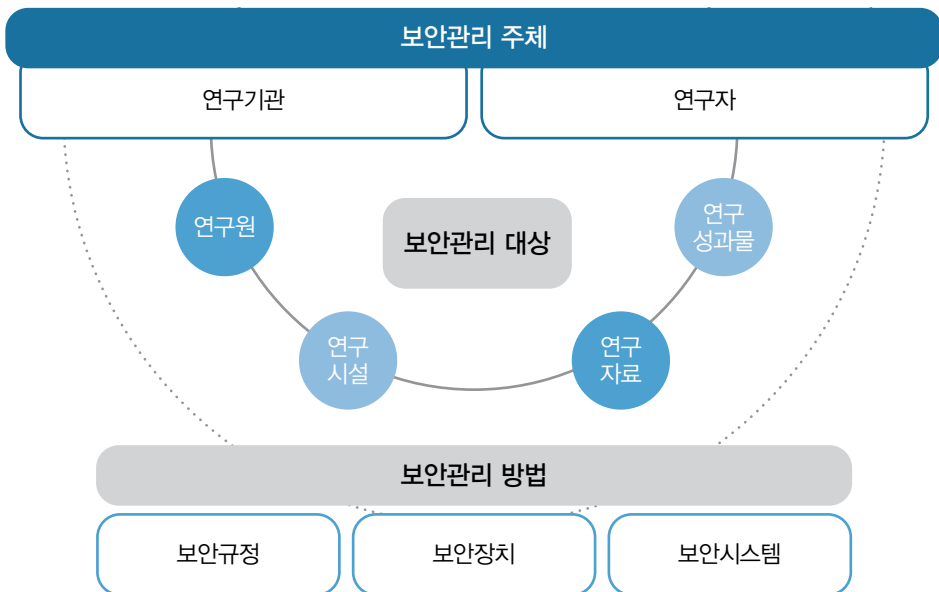 보안관리 주체
연구기관
연구자
연구원
보안관리 대상
연구
성과물
연구
시설
연구
자료
보안관리 방법
보안규정
보안장치
보안시스템